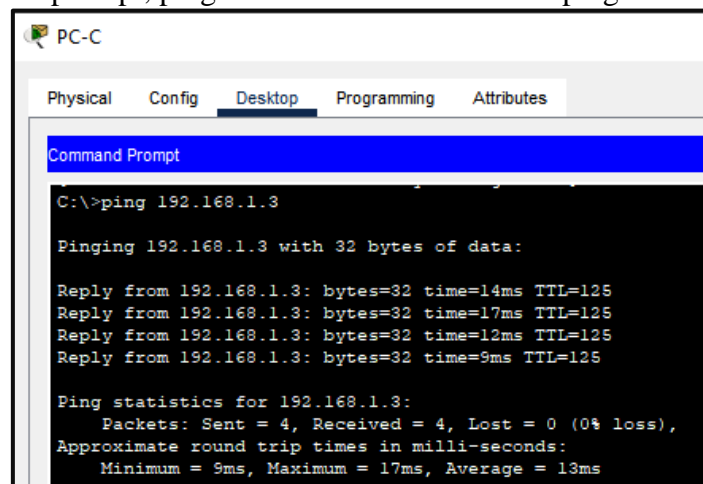 PC-C
Physical Config Desktop Programming Attributes
Command Prompt
C:\>ping 192.168.1.3
Pinging 192.168.1.3 with 32 bytes of data:
Reply from 192.168.1.3: bytes=32 time=14ms TTL=125
Reply from 192.168.1.3: bytes=32 time=17ms TTL=125
Reply from 192.168.1.3: bytes=32 time=12ms TTL=125
Reply from 192.168.1.3: bytes=32 time=9ms TTL=125
Ping statistics for 192.168.1.3:
Packets: Sent = 4, Received = 4, Lost = 0 (0% loss),
Approximate round trip times in milli-seconds:
Minimum = 9ms, Maximum = 17ms, Average = 13ms